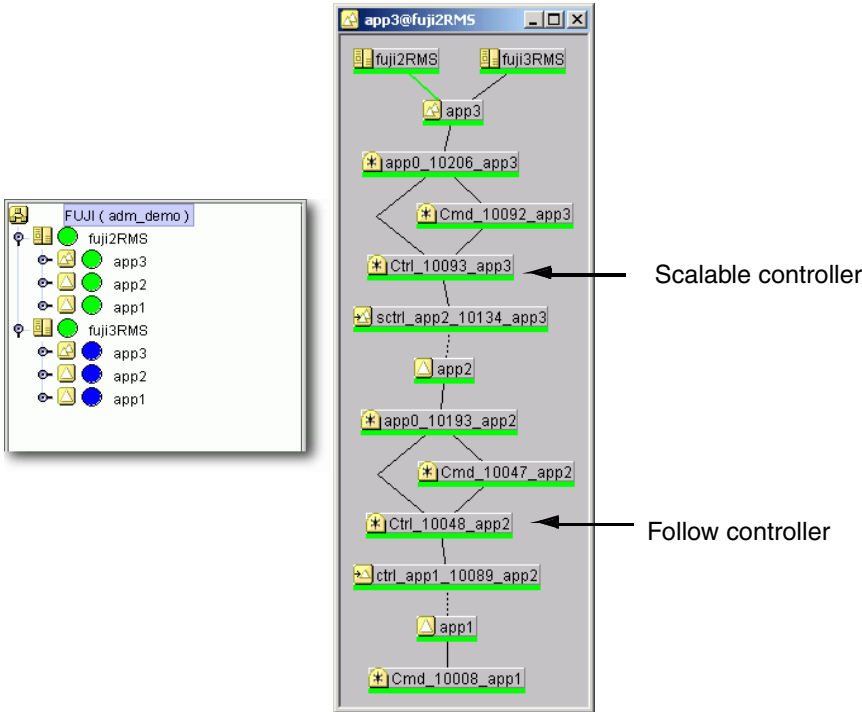 FUJI ( adm_demo )
fuji2RMS
app3
app2
app1
fuji3RMS
app3
app2
app1
app3@fuji2RMS
fuji2RMS
fuji3RMS
app3
app0_10206_app3
Cmd_10092_app3
Ctrl_10093_app3
Scalable controller
sctrl_app2_10134_app3
app2
app0_10193_app2
Cmd_10047_app2
Ctrl_10048_app2
Follow controller
ctrl_app1_10089_app2
app1
Cmd_10008_app1